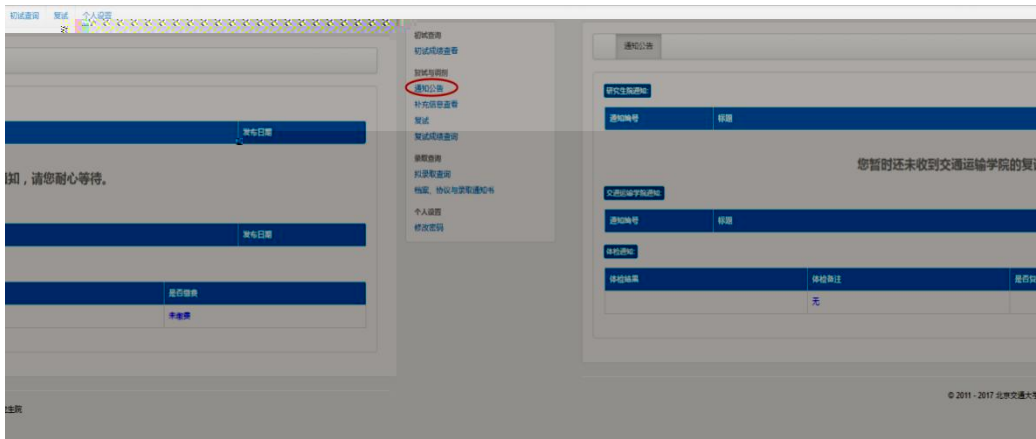 初试查询 复试 个人设置
初试查询
初试成绩查看
复试与调剂
通知公告
补充信息查看
复试
复试成绩查询
录取查询
拟录取查询
档案、协议与录取通知书
个人设置
修改密码
发布日期
通知，请您耐心等待。
发布日期
是否缴费
未缴费
通知公告
研究生院通知:
通知编号 标题
您暂时还未收到交通运输学院的复试
交通运输学院通知:
通知编号 标题
体检通知:
体检结果 体检备注
无
© 2011 - 2017 北京交通大学
生院